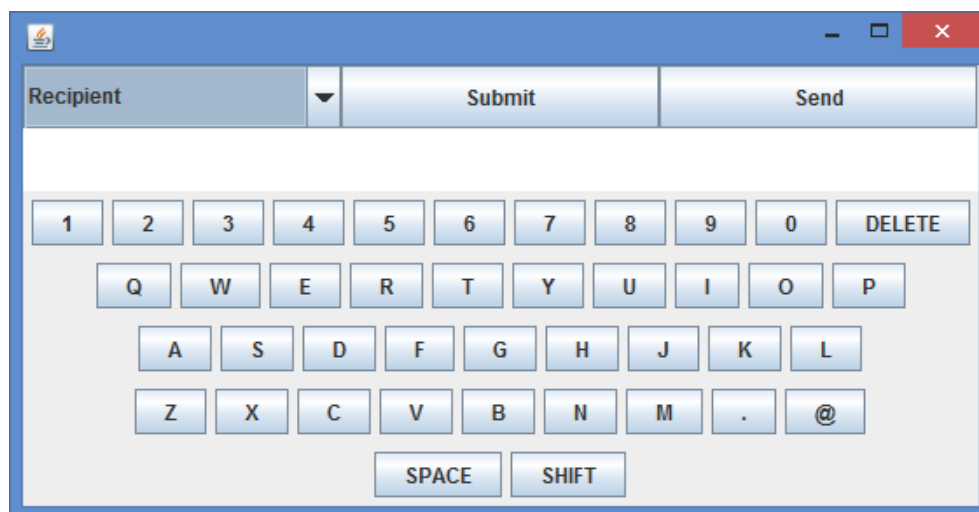 Recipient Submit Send
1 2 3 4 5 6 7 8 9 0 DELETE
Q W E R T Y U I O P
A S D F G H J K L
Z X C V B N M . @
SPACE SHIFT